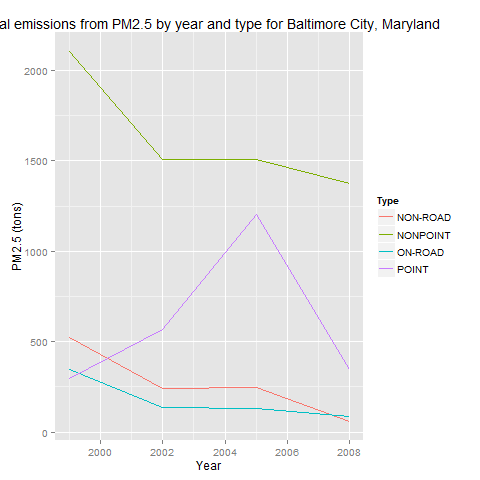 al emissions from PM2.5 by year and type for Baltimore City, Maryland
2000
1500
1000
500
0
PM2.5 (tons)
2000 2002 2004 2006 2008
Year
Type
NON-ROAD
NONPOINT
ON-ROAD
POINT